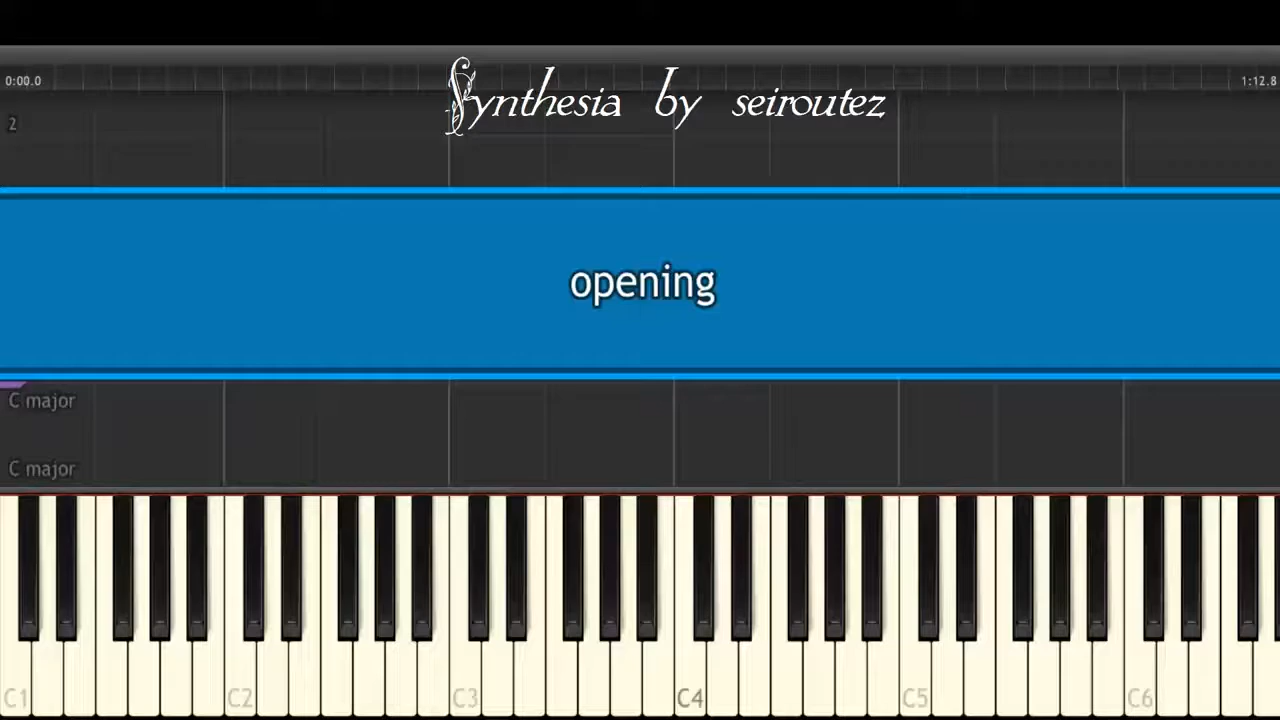 Synthesia by seiroutez
0:00.0
1:12.8
2
opening
C major
C major
C1 C2 C3 C4 C5 C6